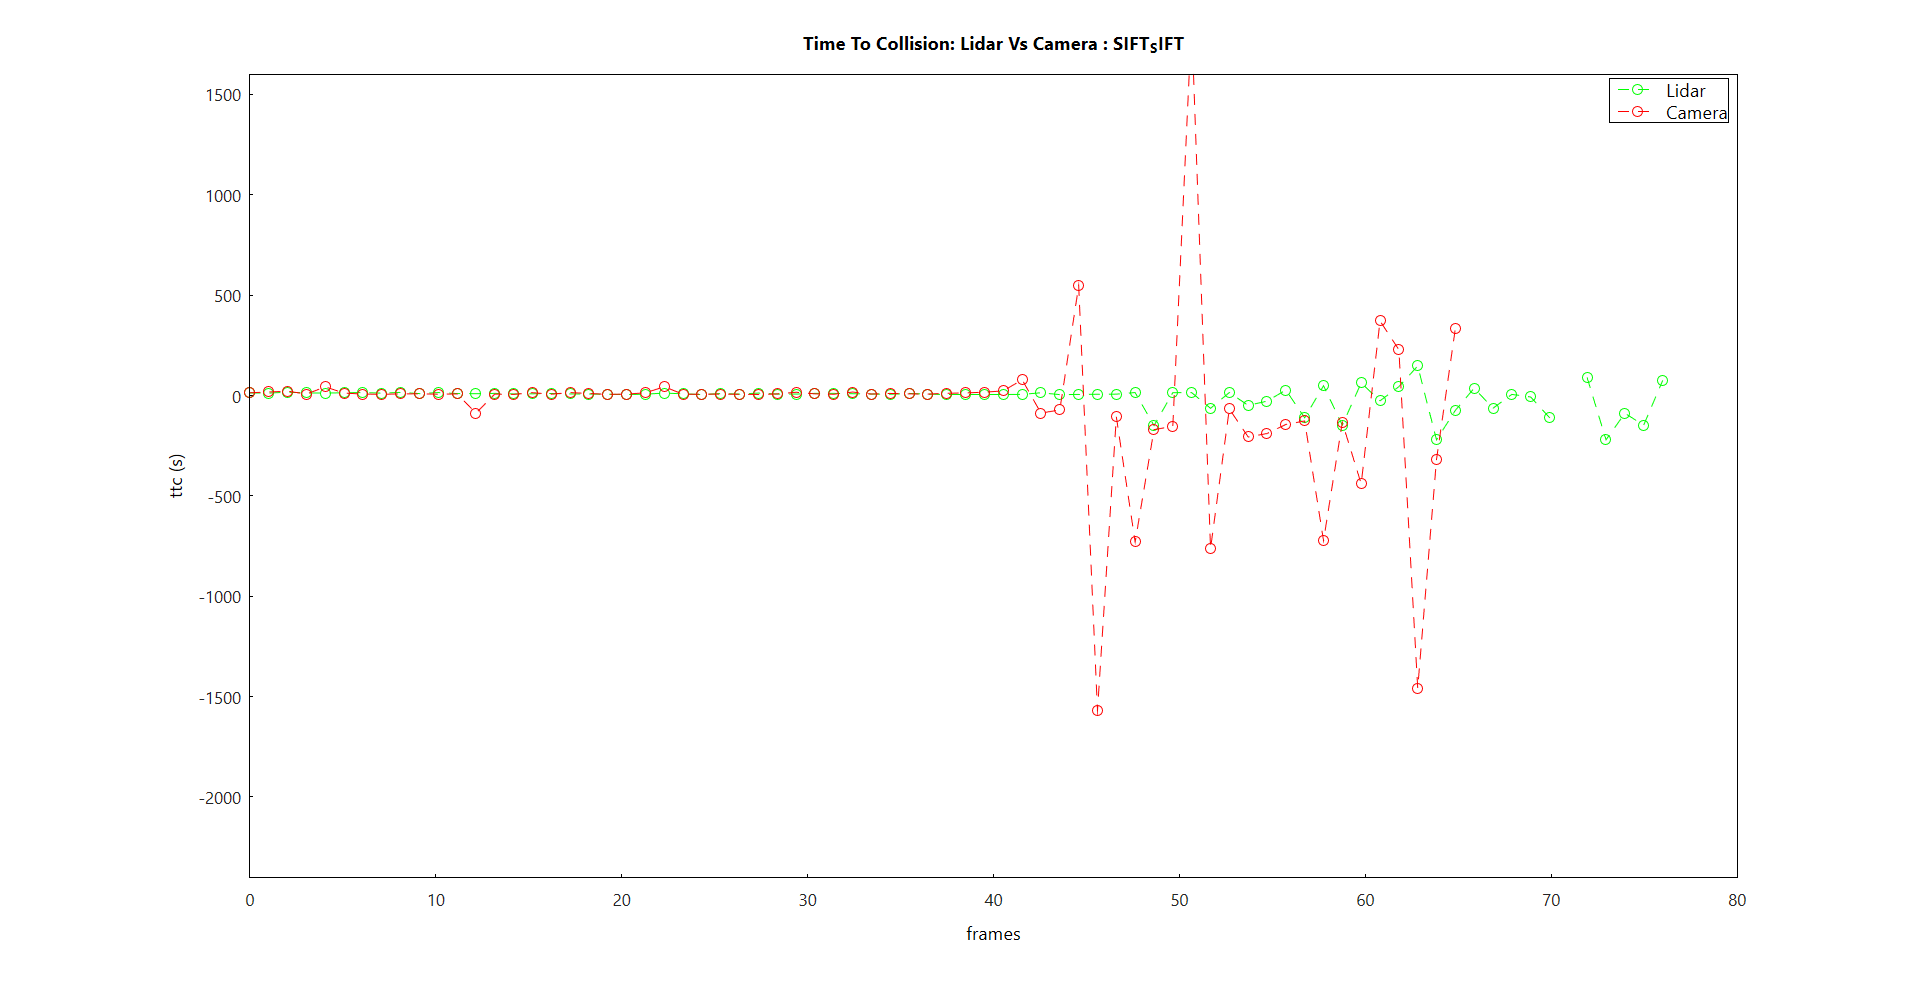 Time To Collision: Lidar Vs Camera : SIFTSIFT
Lidar
Camera
1500
1000
500
0
-500
-1000
-1500
-2000
ttc (s)
0 10 20 30 40 50 60 70 80
frames